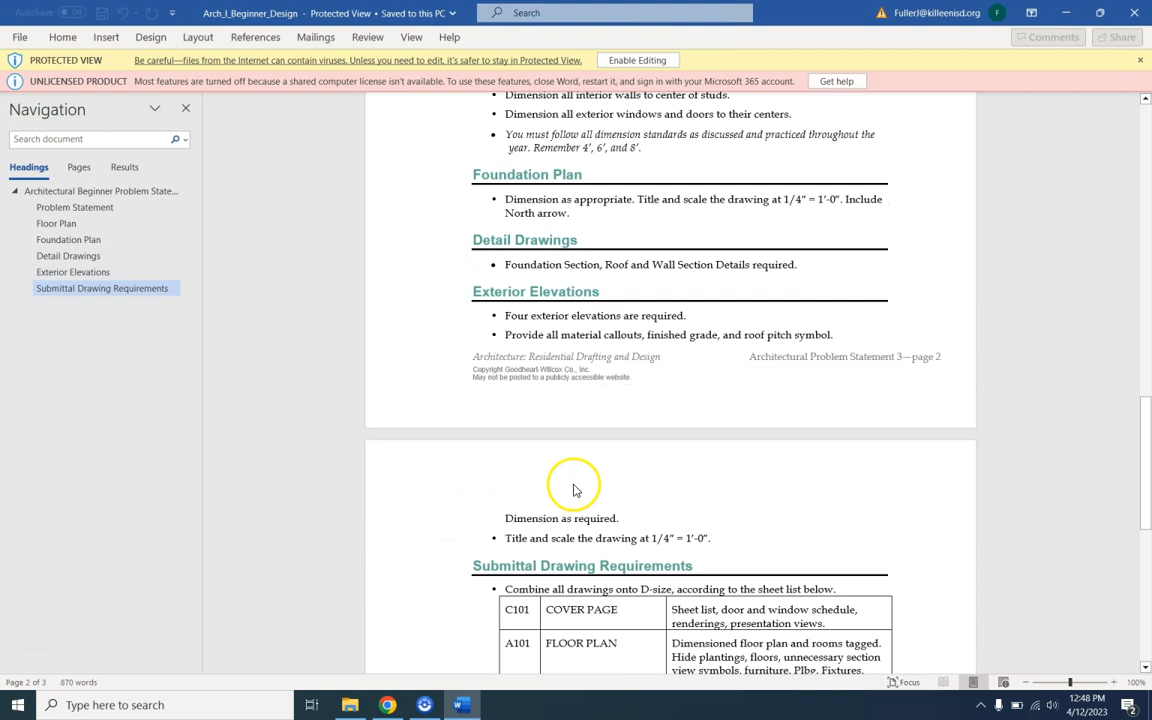 AutoSave Off
Arch_I_Beginner_Design • Protected View • Saved to this PC
Search
FullerJ@killeenisd.org
F
File Home Insert Design Layout References Mailings Review View Help
Comments
Share
PROTECTED VIEW Be careful—files from the Internet can contain viruses. Unless you need to edit, it's safer to stay in Protected View. Enable Editing
UNLICENSED PRODUCT Most features are turned off because a shared computer license isn't available. To use these features, close Word, restart it, and sign in with your Microsoft 365 account. Get help
Navigation
Search document
Headings Pages Results
Architectural Beginner Problem State...
Problem Statement
Floor Plan
Foundation Plan
Detail Drawings
Exterior Elevations
Submittal Drawing Requirements
• Dimension all interior walls to center of studs.
• Dimension all exterior windows and doors to their centers.
• You must follow all dimension standards as discussed and practiced throughout the
year. Remember 4', 6', and 8'.
Foundation Plan
• Dimension as appropriate. Title and scale the drawing at 1/4" = 1'-0". Include
North arrow.
Detail Drawings
• Foundation Section, Roof and Wall Section Details required.
Exterior Elevations
• Four exterior elevations are required.
• Provide all material callouts, finished grade, and roof pitch symbol.
Architecture: Residential Drafting and Design Architectural Problem Statement 3—page 2
Copyright Goodheart-Willcox Co., Inc.
May not be posted to a publicly accessible website.
Dimension as required.
• Title and scale the drawing at 1/4" = 1'-0".
Submittal Drawing Requirements
• Combine all drawings onto D-size, according to the sheet list below.
C101 COVER PAGE Sheet list, door and window schedule,
renderings, presentation views.
A101 FLOOR PLAN Dimensioned floor plan and rooms tagged.
Hide plantings, floors, unnecessary section
view symbols, furniture. Plbg. Fixtures.
Page 2 of 3 870 words
Focus
100%
Type here to search
12:48 PM
4/12/2023
2